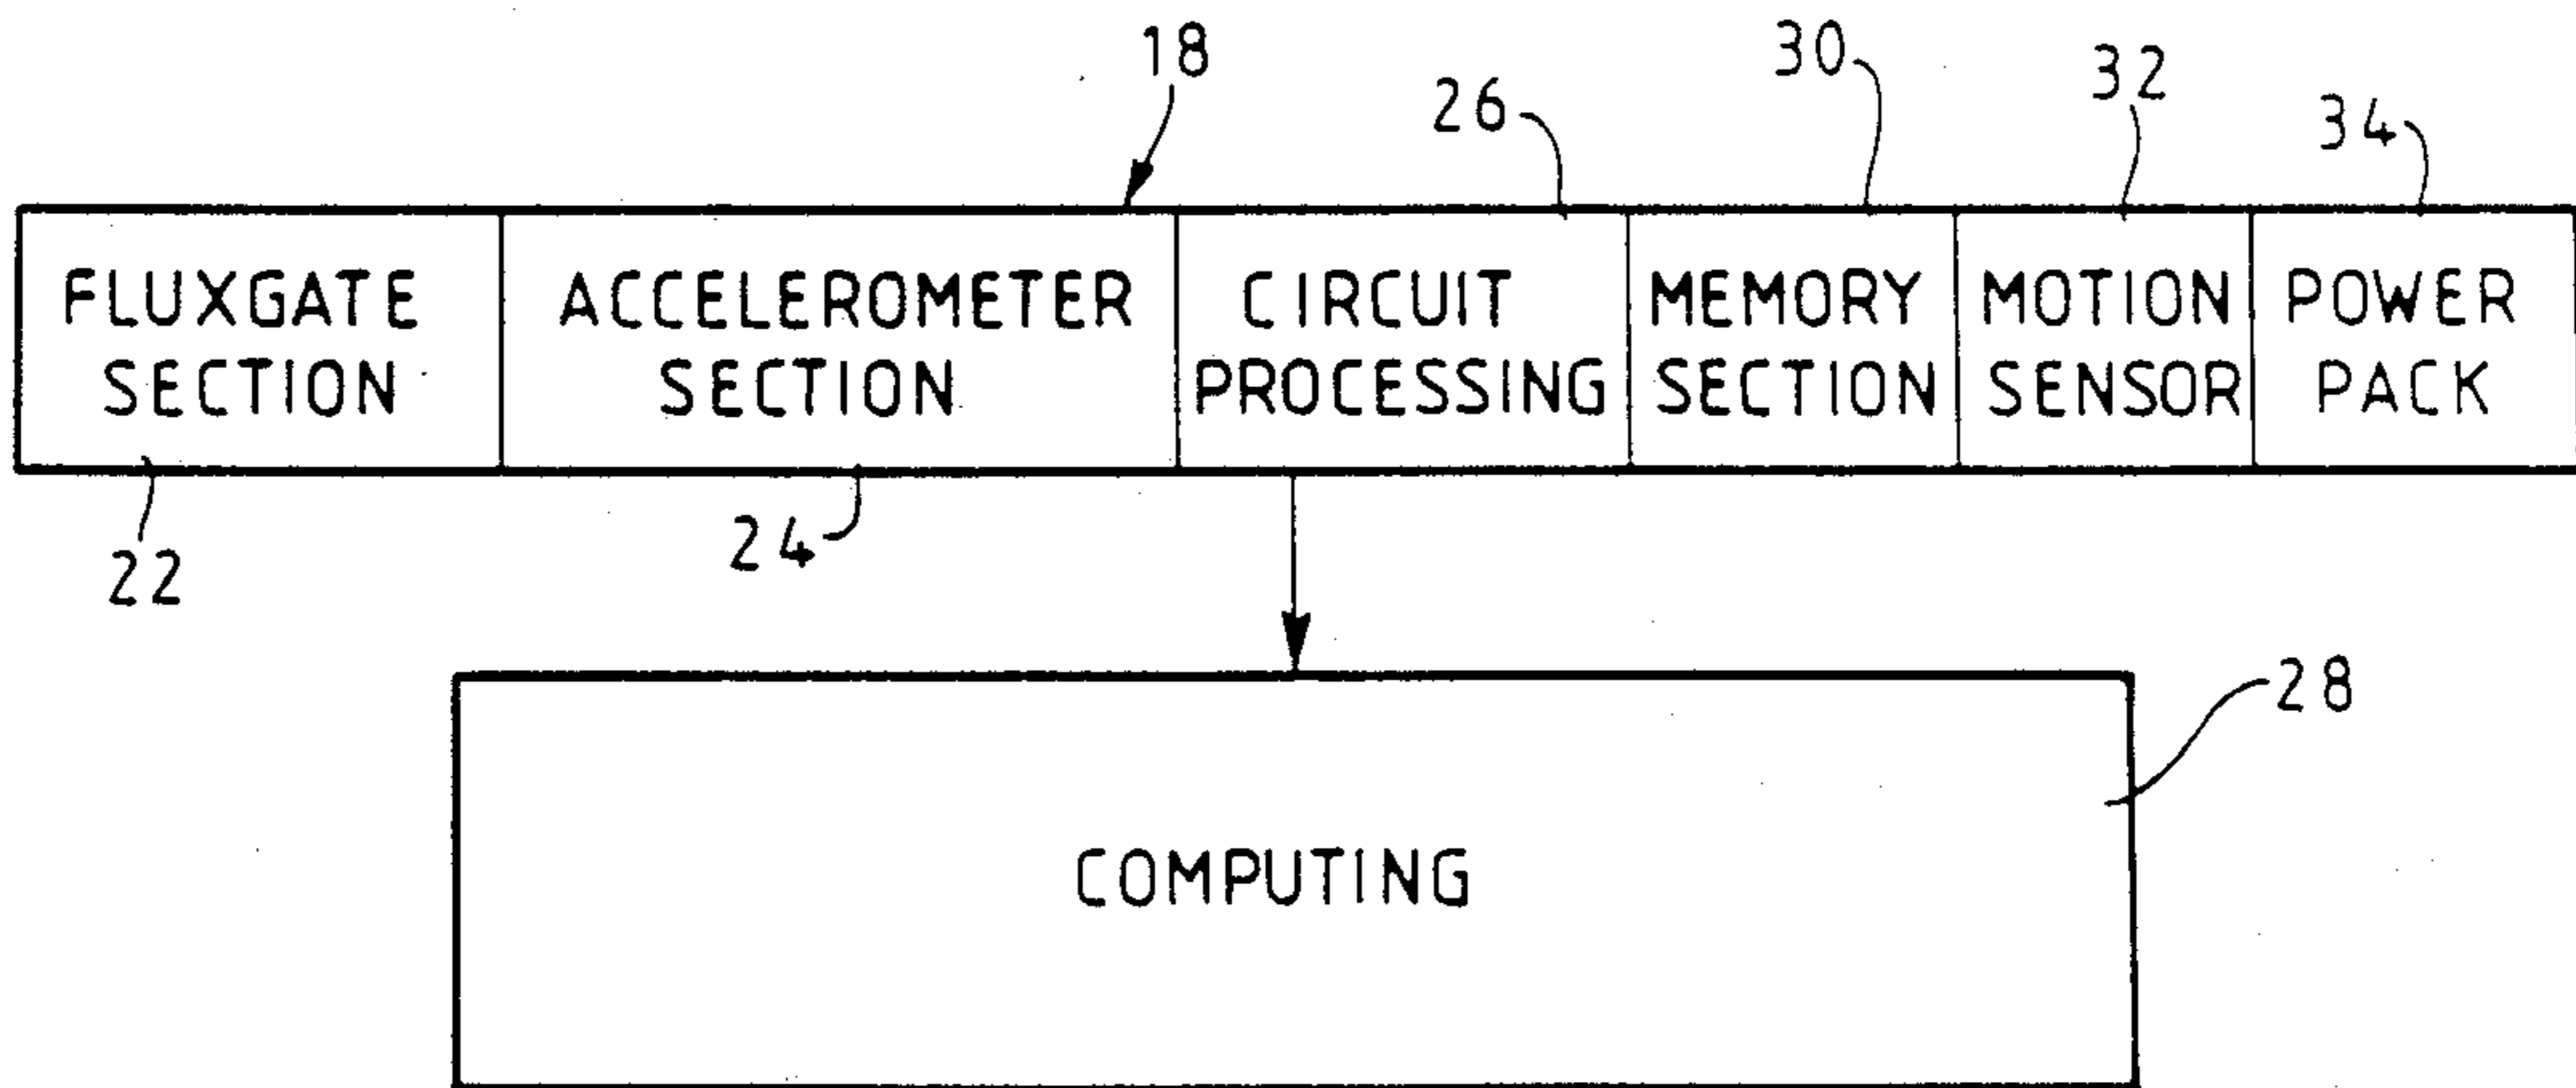 18
30
32
26
34
FLUXGATE
SECTION
ACCELEROMETER
SECTION
CIRCUIT
PROCESSING
MEMORY
SECTION
MOTION
SENSOR
POWER
PACK
22
24
28
COMPUTING